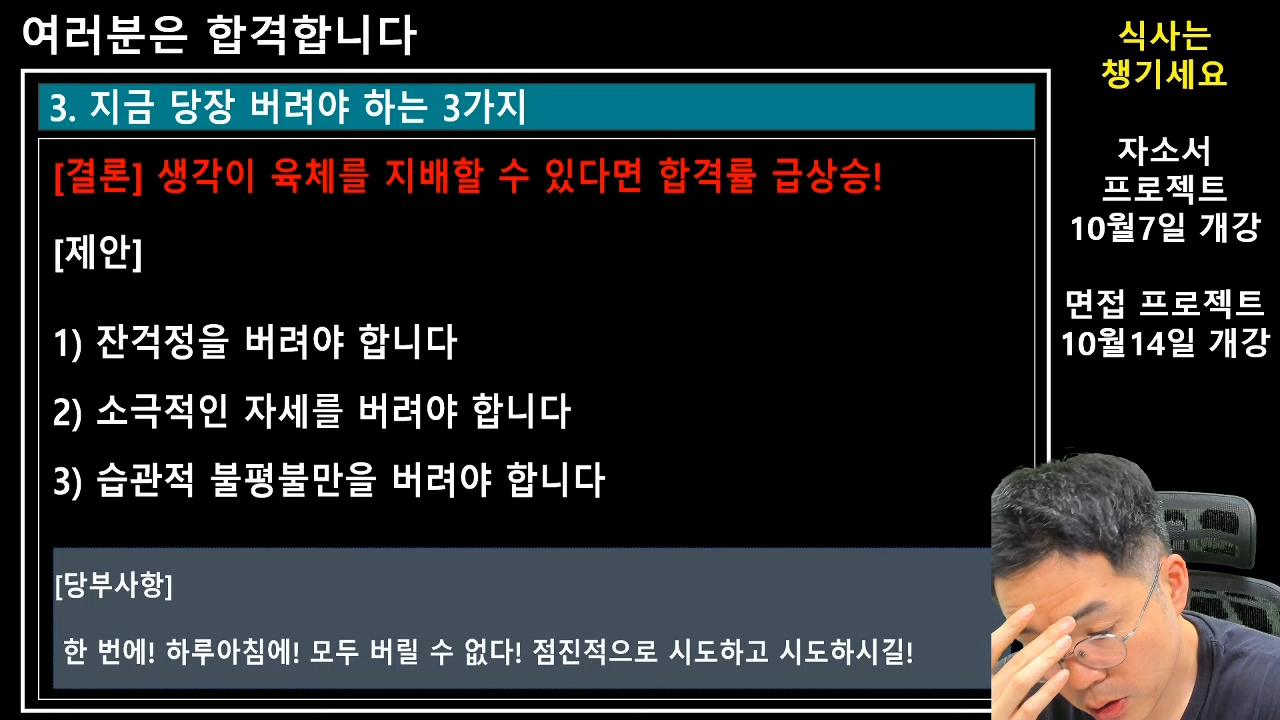 여러분은 합격합니다
3. 지금 당장 버려야 하는 3가지
[결론] 생각이 육체를 지배할 수 있다면 합격률 급상승!
[제안]
1) 잔걱정을 버려야 합니다
2) 소극적인 자세를 버려야 합니다
3) 습관적 불평불만을 버려야 합니다
[당부사항]
한 번에! 하루아침에! 모두 버릴 수 없다! 점진적으로 시도하고 시도하시길!
식사는
챙기세요
자소서
프로젝트
10월7일 개강
면접 프로젝트
10월14일 개강